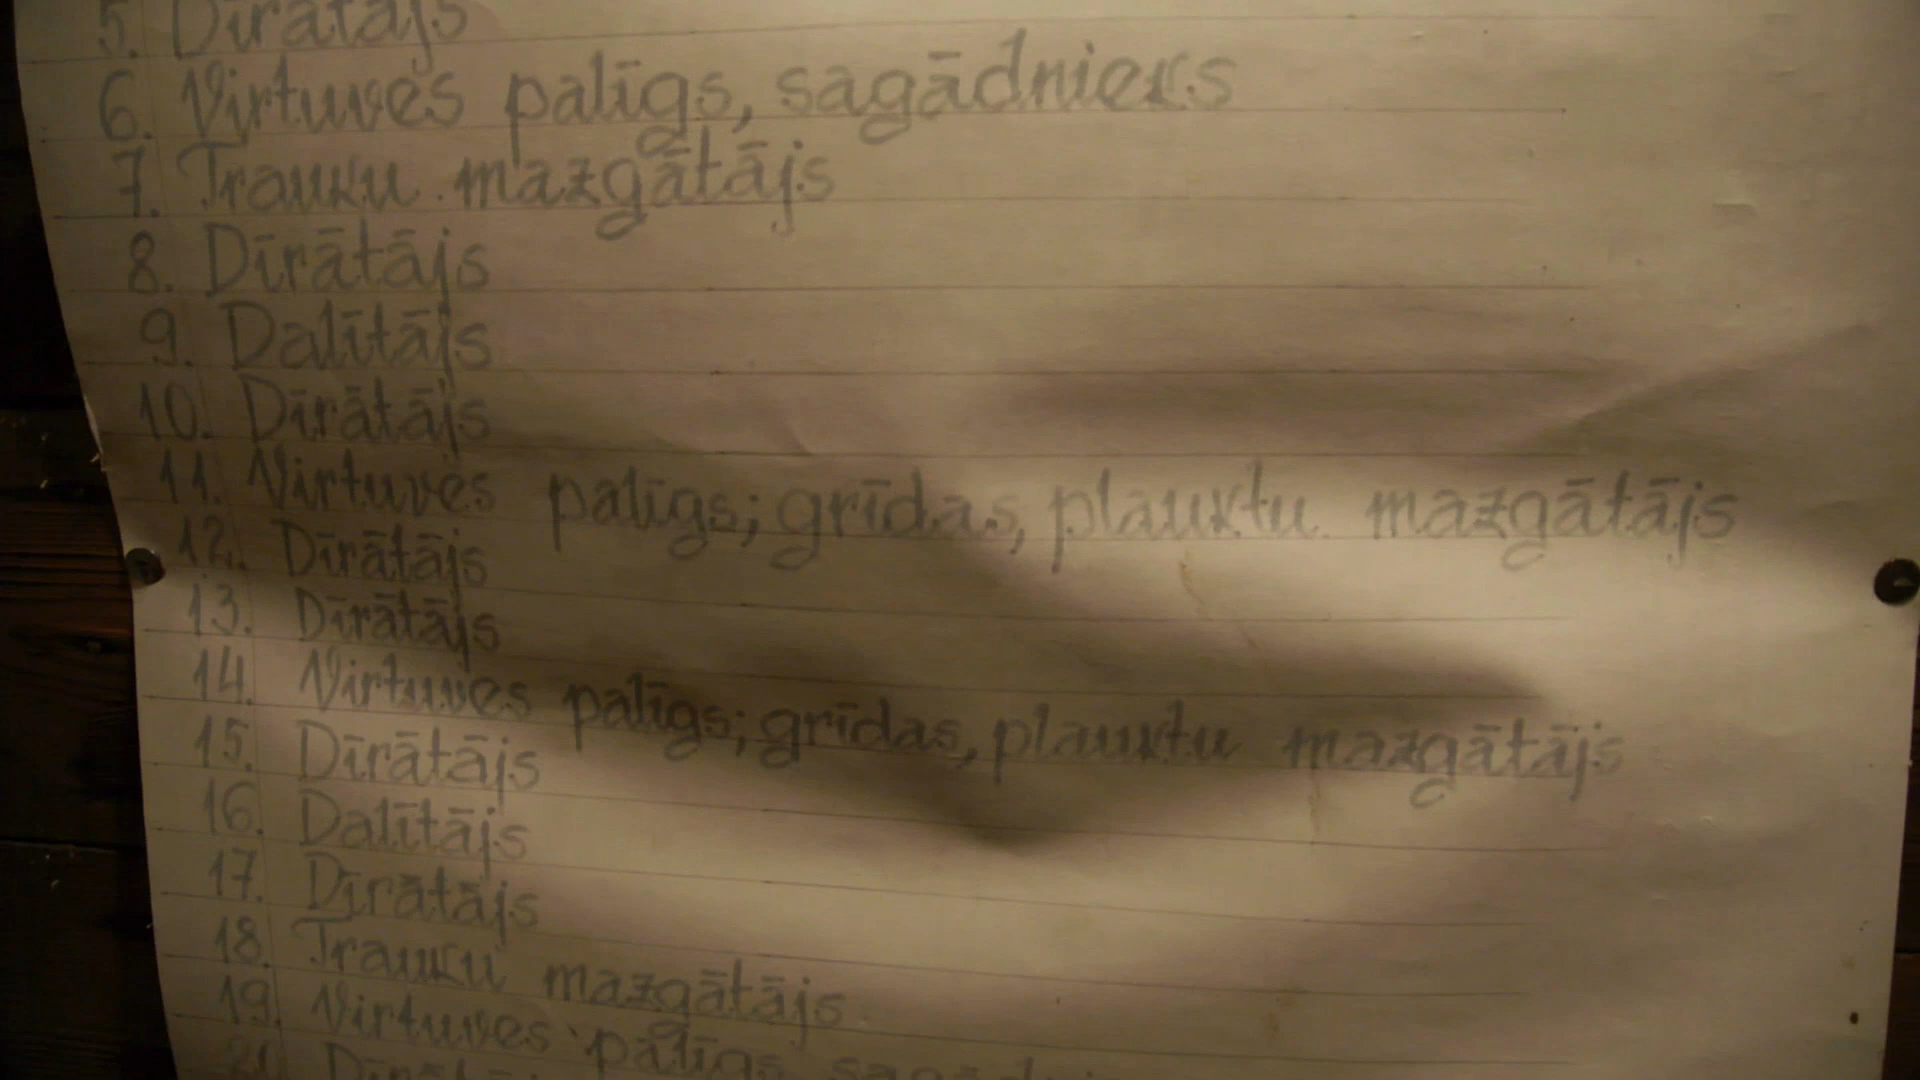 5. Dīrātājs
6. Virtuves palīgs, sagādnieks
7. Trauku mazgātājs
8. Dīrātājs
9. Dalītājs
10. Dīrātājs
11. Virtuves palīgs; grīdas, plauktu mazgātājs
12. Dīrātājs
13. Dīrātājs
14. Virtuves palīgs; grīdas, plauktu mazgātājs
15. Dīrātājs
16. Dalītājs
17. Dīrātājs
18. Trauku mazgātājs
19. Virtuves palīgs
20